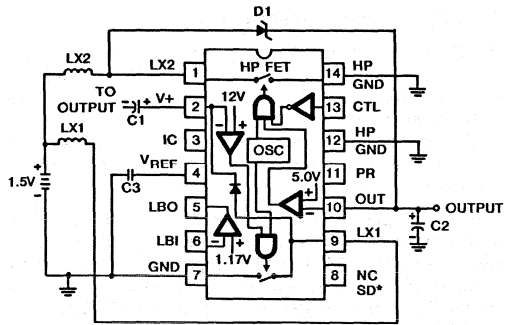 D1
LX2
LX2
1
HP FET
14
HP
GND
TO
OUTPUT
− +
V+
2
12V
13
CTL
C1
LX1
− +
IC
3
OSC
12
HP
GND
VREF
4
5.0V
11
PR
+
1.5V
−
C3
+
−
LBO
5
10
OUT
OUTPUT
+
−
C2
LBI
6
− +
1.17V
9
LX1
GND
7
8
NC
SD*